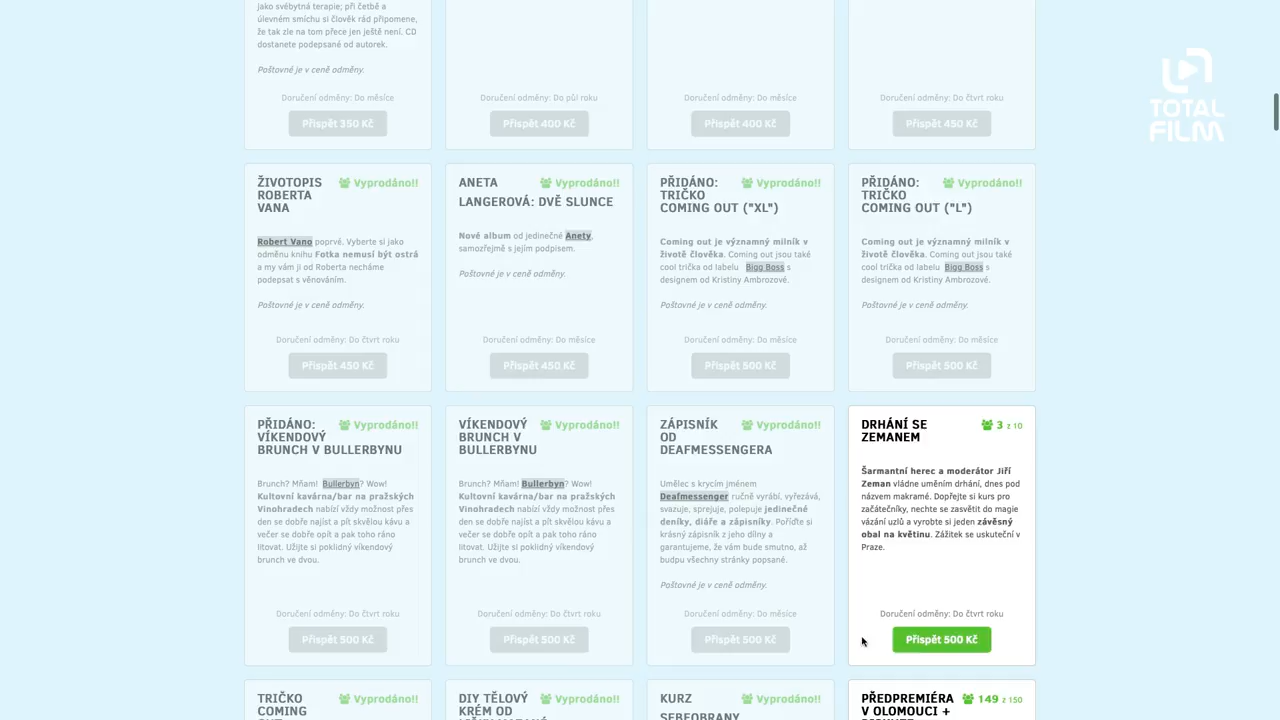 jako svébytná terapie; při četbě a
úlevném smíchu si člověk rád připomene,
že tak zle na tom přece jen ještě není. CD
dostanete podepsané od autorek.
Poštovné je v ceně odměny.
Doručení odměny: Do měsíce
Přispět 350 Kč
Doručení odměny: Do půl roku
Přispět 400 Kč
Doručení odměny: Do měsíce
Přispět 400 Kč
Doručení odměny: Do čtvrt roku
Přispět 450 Kč
TOTAL
FILM
ŽIVOTOPIS
ROBERTA
VANA
Vyprodáno!!
Robert Vano poprvé. Vyberte si jako
odměnu knihu Fotka nemusí být ostrá
a my vám ji od Roberta necháme
podepsat s věnováním.
Poštovné je v ceně odměny.
Doručení odměny: Do čtvrt roku
Přispět 450 Kč
ANETA
LANGEROVÁ: DVĚ SLUNCE
Vyprodáno!!
Nové album od jedinečné Anety,
samozřejmě s jejím podpisem.
Poštovné je v ceně odměny.
Doručení odměny: Do měsíce
Přispět 450 Kč
PŘIDÁNO:
TRIČKO
COMING OUT ("XL")
Vyprodáno!!
Coming out je významný milník v
životě člověka. Coming out jsou také
cool trička od labelu Bigg Boss s
designem od Kristiny Ambrozové.
Poštovné je v ceně odměny.
Doručení odměny: Do měsíce
Přispět 500 Kč
PŘIDÁNO:
TRIČKO
COMING OUT ("L")
Vyprodáno!!
Coming out je významný milník v
životě člověka. Coming out jsou také
cool trička od labelu Bigg Boss s
designem od Kristiny Ambrozové.
Poštovné je v ceně odměny.
Doručení odměny: Do měsíce
Přispět 500 Kč
PŘIDÁNO:
VÍKENDOVÝ
BRUNCH V BULLERBYNU
Vyprodáno!!
Brunch? Mňam! Bullerbyn? Wow!
Kultovní kavárna/bar na pražských
Vinohradech nabízí vždy možnost přes
den se dobře najíst a pít skvělou kávu a
večer se dobře opít a pak toho ráno
litovat. Užijte si poklidný víkendový
brunch ve dvou.
Doručení odměny: Do čtvrt roku
Přispět 500 Kč
VÍKENDOVÝ
BRUNCH V
BULLERBYNU
Vyprodáno!!
Brunch? Mňam! Bullerbyn? Wow!
Kultovní kavárna/bar na pražských
Vinohradech nabízí vždy možnost přes
den se dobře najíst a pít skvělou kávu a
večer se dobře opít a pak toho ráno
litovat. Užijte si poklidný víkendový
brunch ve dvou.
Doručení odměny: Do čtvrt roku
Přispět 500 Kč
ZÁPISNÍK
OD
DEAFMESSENGERA
Vyprodáno!!
Umělec s krycím jménem
Deafmessenger ručně vyrábí, vyřezává,
svazuje, sprejuje, polepuje jedinečné
deníky, diáře a zápisníky. Pořiďte si
krásný zápisník z jeho dílny a
garantujeme, že vám bude smutno, až
budou všechny stránky popsané.
Poštovné je v ceně odměny.
Doručení odměny: Do měsíce
Přispět 500 Kč
DRHÁNÍ SE
ZEMANEM
3 z 10
Šarmantní herec a moderátor Jiří
Zeman vládne uměním drhání, dnes pod
názvem makramé. Dopřejte si kurs pro
začátečníky, nechte se zasvětit do magie
vázání uzlů a vyrobte si jeden závěsný
obal na květinu. Zážitek se uskuteční v
Praze.
Doručení odměny: Do čtvrt roku
Přispět 500 Kč
TRIČKO
COMING
Vyprodáno!!
DIY TĚLOVÝ
KRÉM OD
Vyprodáno!!
KURZ
SEBEOBRANY
Vyprodáno!!
PŘEDPREMIÉRA
V OLOMOUCI +
149 z 150